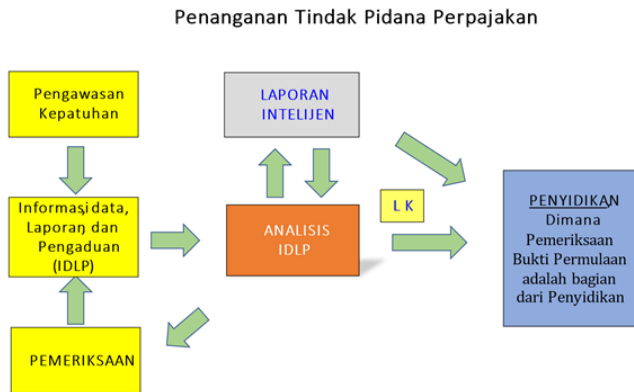 Penanganan Tindak Pidana Perpajakan
Pengawasan
Kepatuhan
LAPORAN
INTELIJEN
Informasi data,
Laporan, dan
Pengaduan
(IDLP)
ANALISIS
IDLP
L K
PENYIDIKAN,
Dimana
Pemeriksaan
Bukti Permulaan
adalah bagian
dari Penyidikan
PEMERIKSAAN